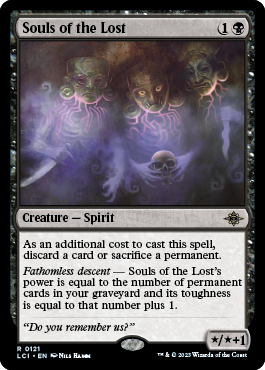 Souls of the Lost 1
Creature — Spirit
As an additional cost to cast this spell,
discard a card or sacrifice a permanent.
Fathomless descent — Souls of the Lost's
power is equal to the number of permanent
cards in your graveyard and its toughness
is equal to that number plus 1.
"Do you remember us?"
★/★+1
R 0121
LCI • EN Nils Hamm
™ & © 2023 Wizards of the Coast